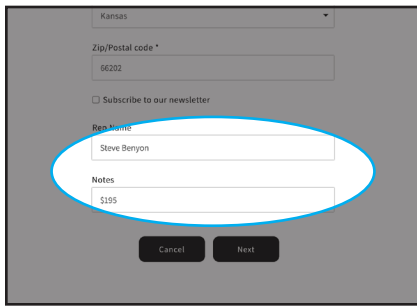 Kansas
Zip/Postal code *
66202
Subscribe to our newsletter
Rep Name
Steve Benyon
Notes
$195
Cancel Next